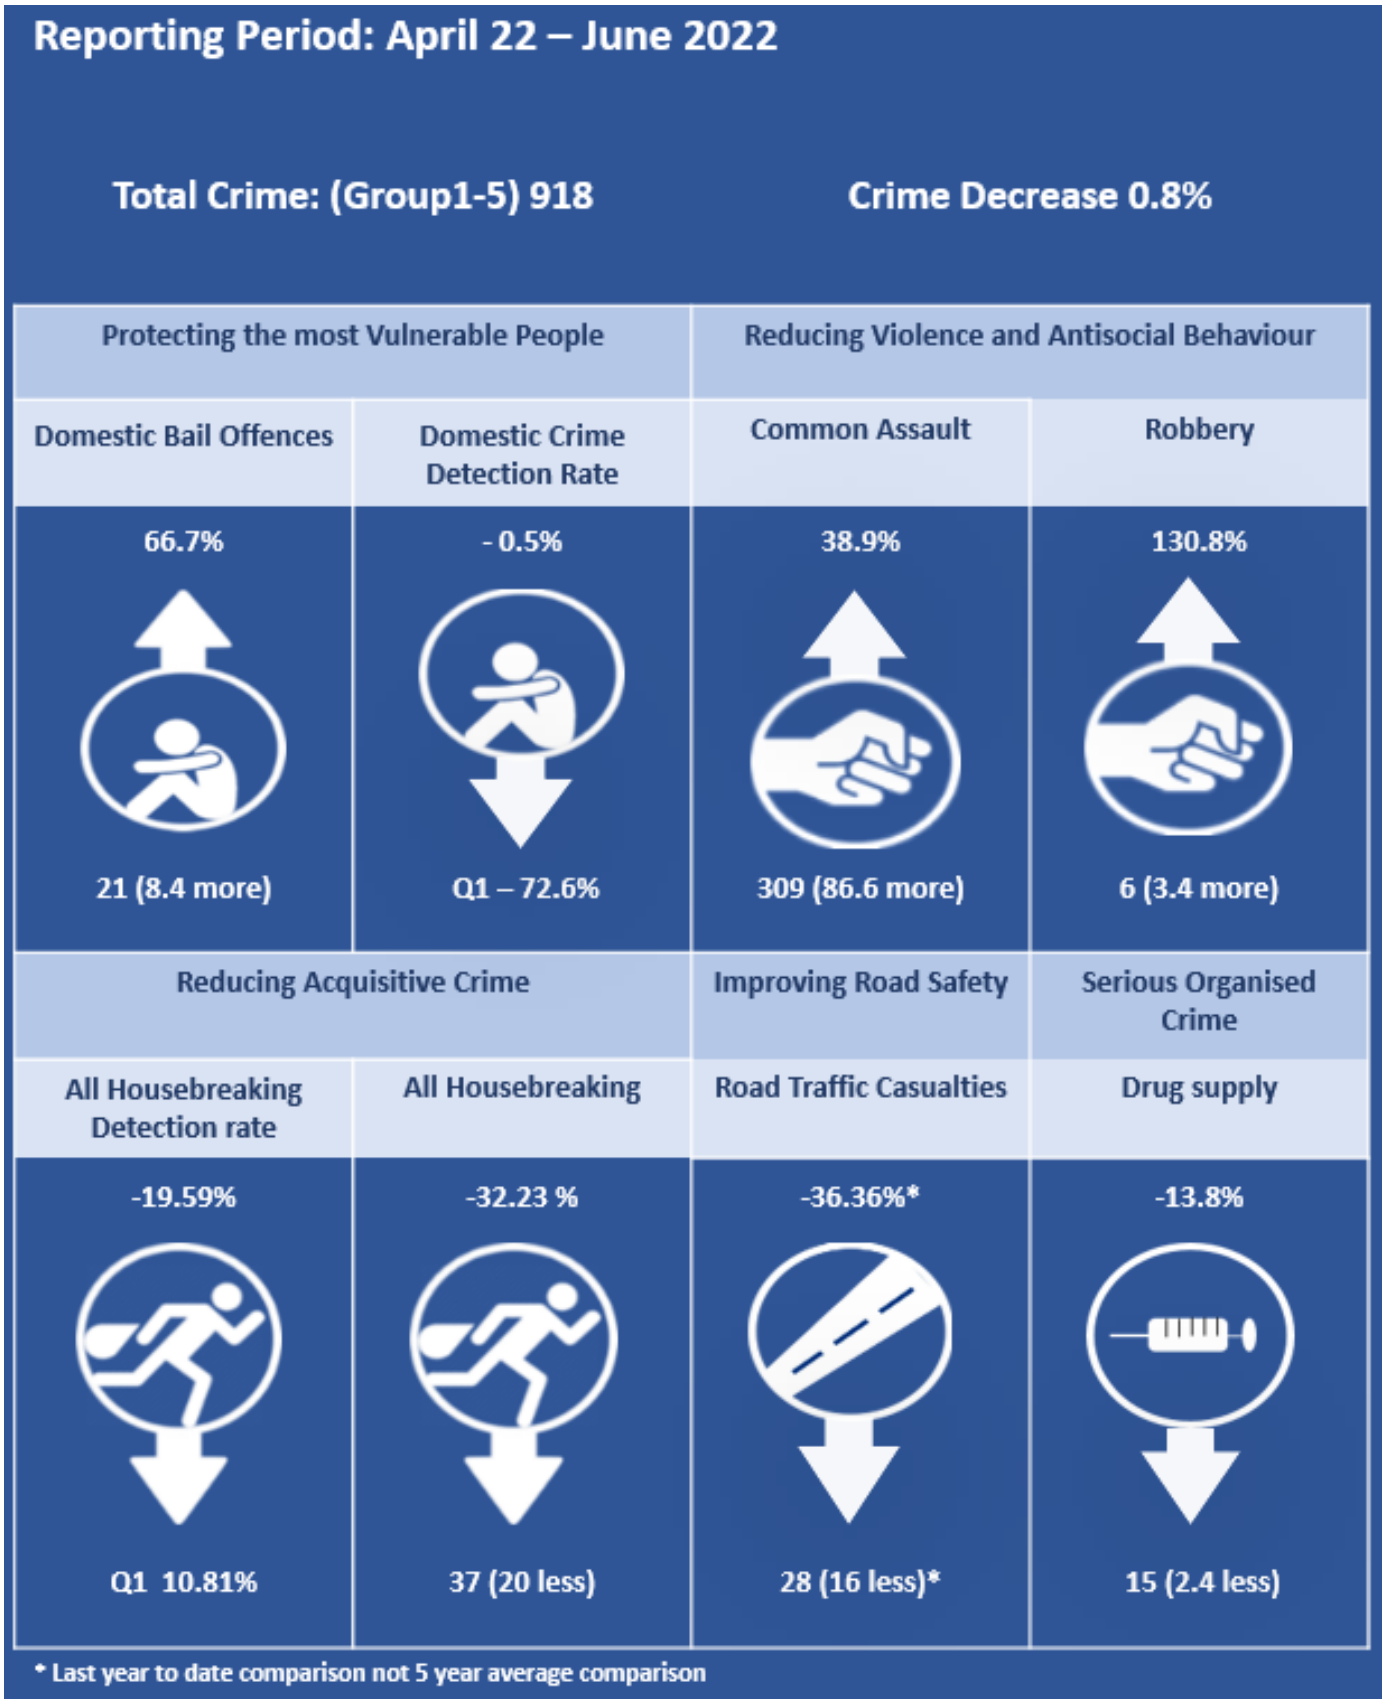 Reporting Period: April 22 – June 2022
Total Crime: (Group1-5) 918
Crime Decrease 0.8%
Protecting the most Vulnerable People
Reducing Violence and Antisocial Behaviour
Domestic Bail Offences
Domestic Crime
Detection Rate
Common Assault
Robbery
66.7%
- 0.5%
38.9%
130.8%
21 (8.4 more)
Q1 – 72.6%
309 (86.6 more)
6 (3.4 more)
Reducing Acquisitive Crime
Improving Road Safety
Serious Organised
Crime
All Housebreaking
Detection rate
All Housebreaking
Road Traffic Casualties
Drug supply
-19.59%
-32.23 %
-36.36%*
-13.8%
Q1  10.81%
37 (20 less)
28 (16 less)*
15 (2.4 less)
* Last year to date comparison not 5 year average comparison